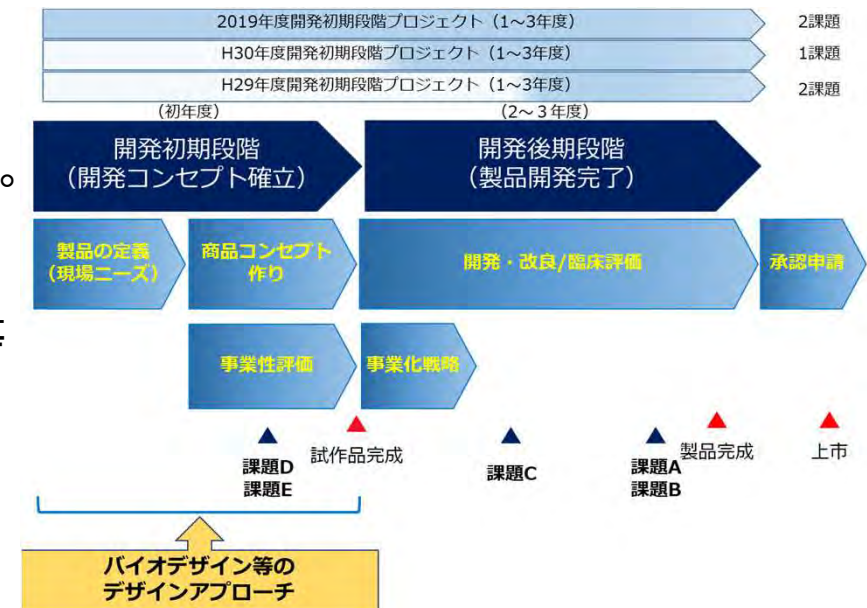 2019年度開発初期段階プロジェクト（1～3年度）
2課題
H30年度開発初期段階プロジェクト（1～3年度）
1課題
H29年度開発初期段階プロジェクト（1～3年度）
2課題
（初年度）
（2～３年度）
開発初期段階
（開発コンセプト確立）
開発後期段階
（製品開発完了）
。
製品の定義
（現場ニーズ）
商品コンセプト
作り
開発・改良/臨床評価
承認申請
事業性評価
事業化戦略
課題D
課題E
試作品完成
課題C
課題A
課題B
製品完成
上市
バイオデザイン等の
デザインアプローチ